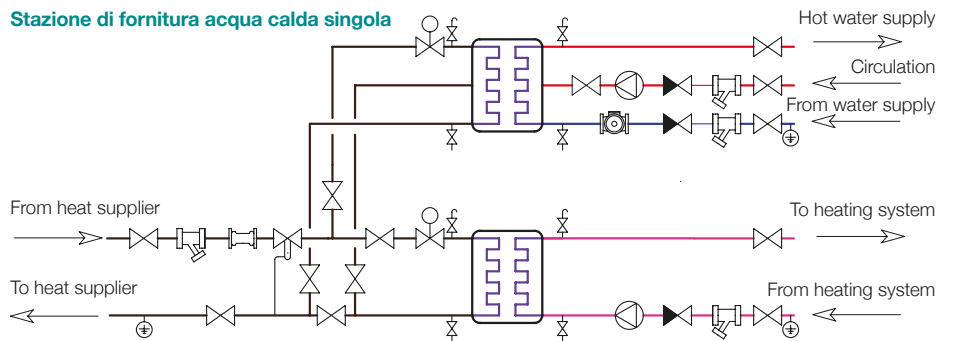 Stazione di fornitura acqua calda singola
Hot water supply
Circulation
From water supply
From heat supplier
To heating system
To heat supplier
From heating system